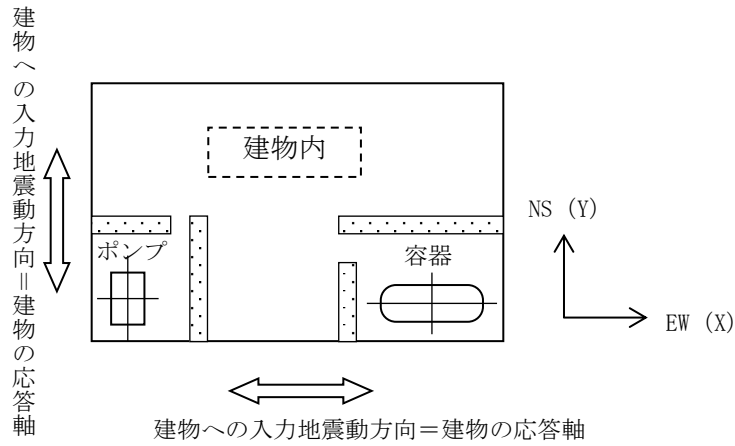 建物への入力地震動方向＝建物の応答軸
建物内
NS (Y)
ポンプ
容器
EW (X)
建物への入力地震動方向＝建物の応答軸